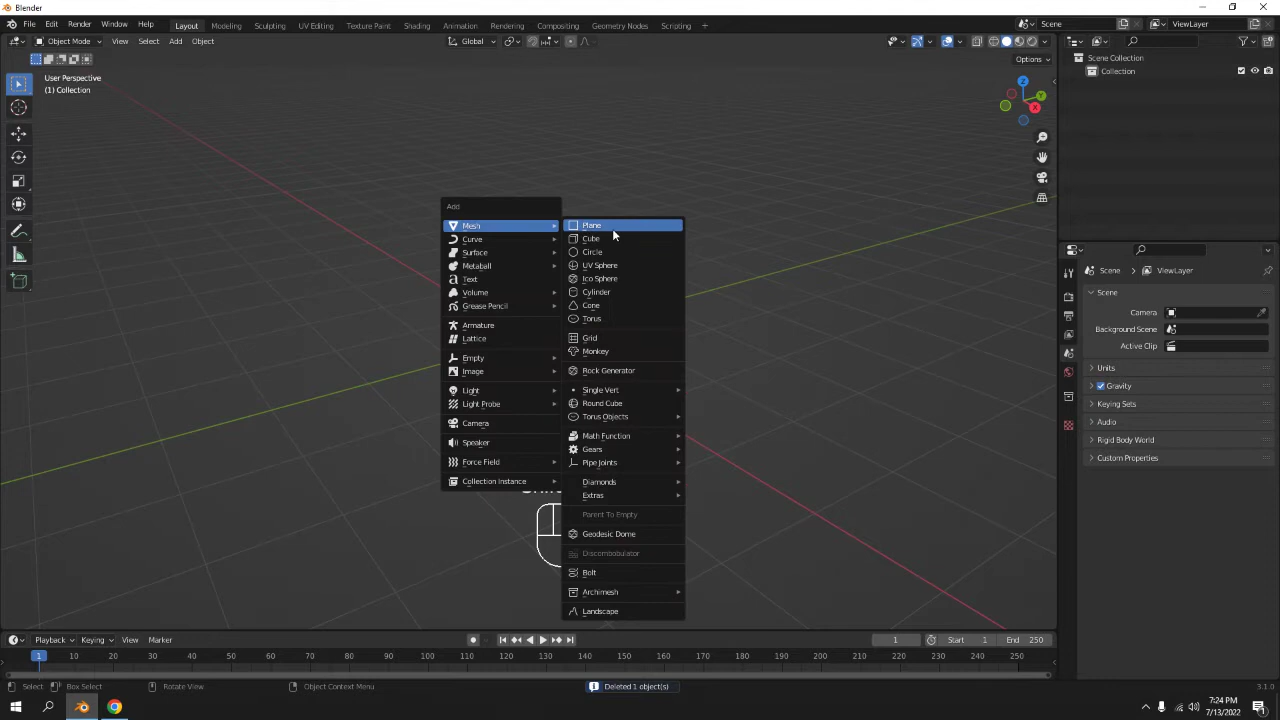 Blender
File Edit Render Window Help Layout Modeling Sculpting UV Editing Texture Paint Shading Animation Rendering Compositing Geometry Nodes Scripting + Scene ViewLayer
Object Mode View Select Add Object Global
Options
User Perspective
(1) Collection
Scene Collection
Collection
Z
Y
X
Add
Mesh
Curve
Surface
Metaball
Text
Volume
Grease Pencil
Armature
Lattice
Empty
Image
Light
Light Probe
Camera
Speaker
Force Field
Collection Instance
Plane
Cube
Circle
UV Sphere
Ico Sphere
Cylinder
Cone
Torus
Grid
Monkey
Rock Generator
Single Vert
Round Cube
Torus Objects
Math Function
Gears
Pipe Joints
Diamonds
Extras
Parent To Empty
Geodesic Dome
Discombobulator
Bolt
Archimesh
Landscape
Scene ViewLayer
Scene
Camera
Background Scene
Active Clip
Units
Gravity
Keying Sets
Audio
Rigid Body World
Custom Properties
Playback Keying View Marker 1 Start 1 End 250
1 10 20 30 40 50 60 70 80 90 100 110 120 130 140 150 160 170 180 190 200 210 220 230 240 250
Select Box Select Rotate View Object Context Menu Deleted 1 object(s) 3.1.0
7:24 PM
7/13/2022